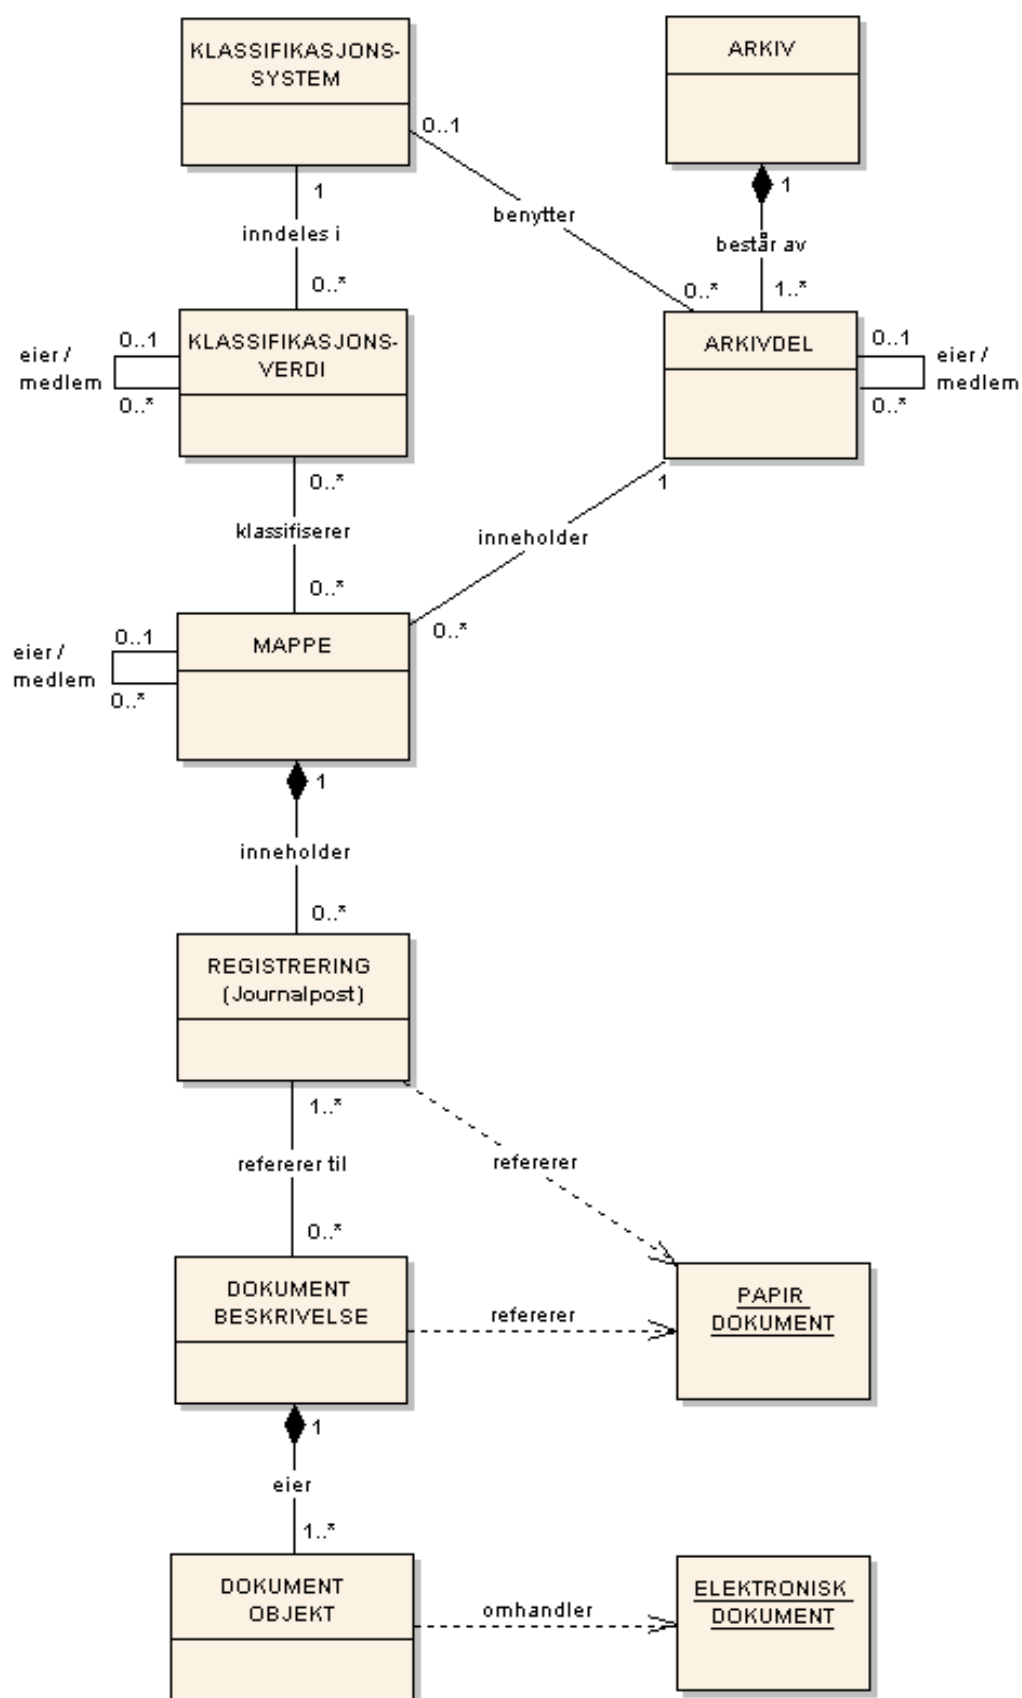 KLASSIFIKASJONS-
SYSTEM
ARKIV
0..1
1
1
benytter
inndeles i
består av
0..*
0..*
1..*
KLASSIFIKASJONS-
VERDI
ARKIVDEL
eier /
medlem
0..1
0..*
0..1
0..*
eier /
medlem
0..*
1
klassifiserer
inneholder
0..*
0..*
MAPPE
eier /
medlem
0..1
0..*
1
inneholder
0..*
REGISTRERING
(Journalpost)
1..*
refererer til
refererer
0..*
DOKUMENT
BESKRIVELSE
refererer
PAPIR
DOKUMENT
1
eier
1..*
DOKUMENT
OBJEKT
omhandler
ELEKTRONISK
DOKUMENT